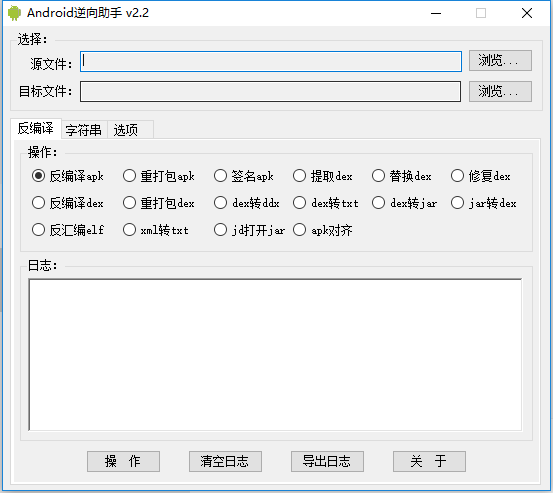 Android逆向助手 v2.2
选择：
源文件： 浏览...
目标文件： 浏览...
反编译 字符串 选项
操作：
反编译apk 重打包apk 签名apk 提取dex 替换dex 修复dex
反编译dex 重打包dex dex转ddx dex转txt dex转jar jar转dex
反汇编elf xml转txt jd打开jar apk对齐
日志：
操 作 清空日志 导出日志 关 于